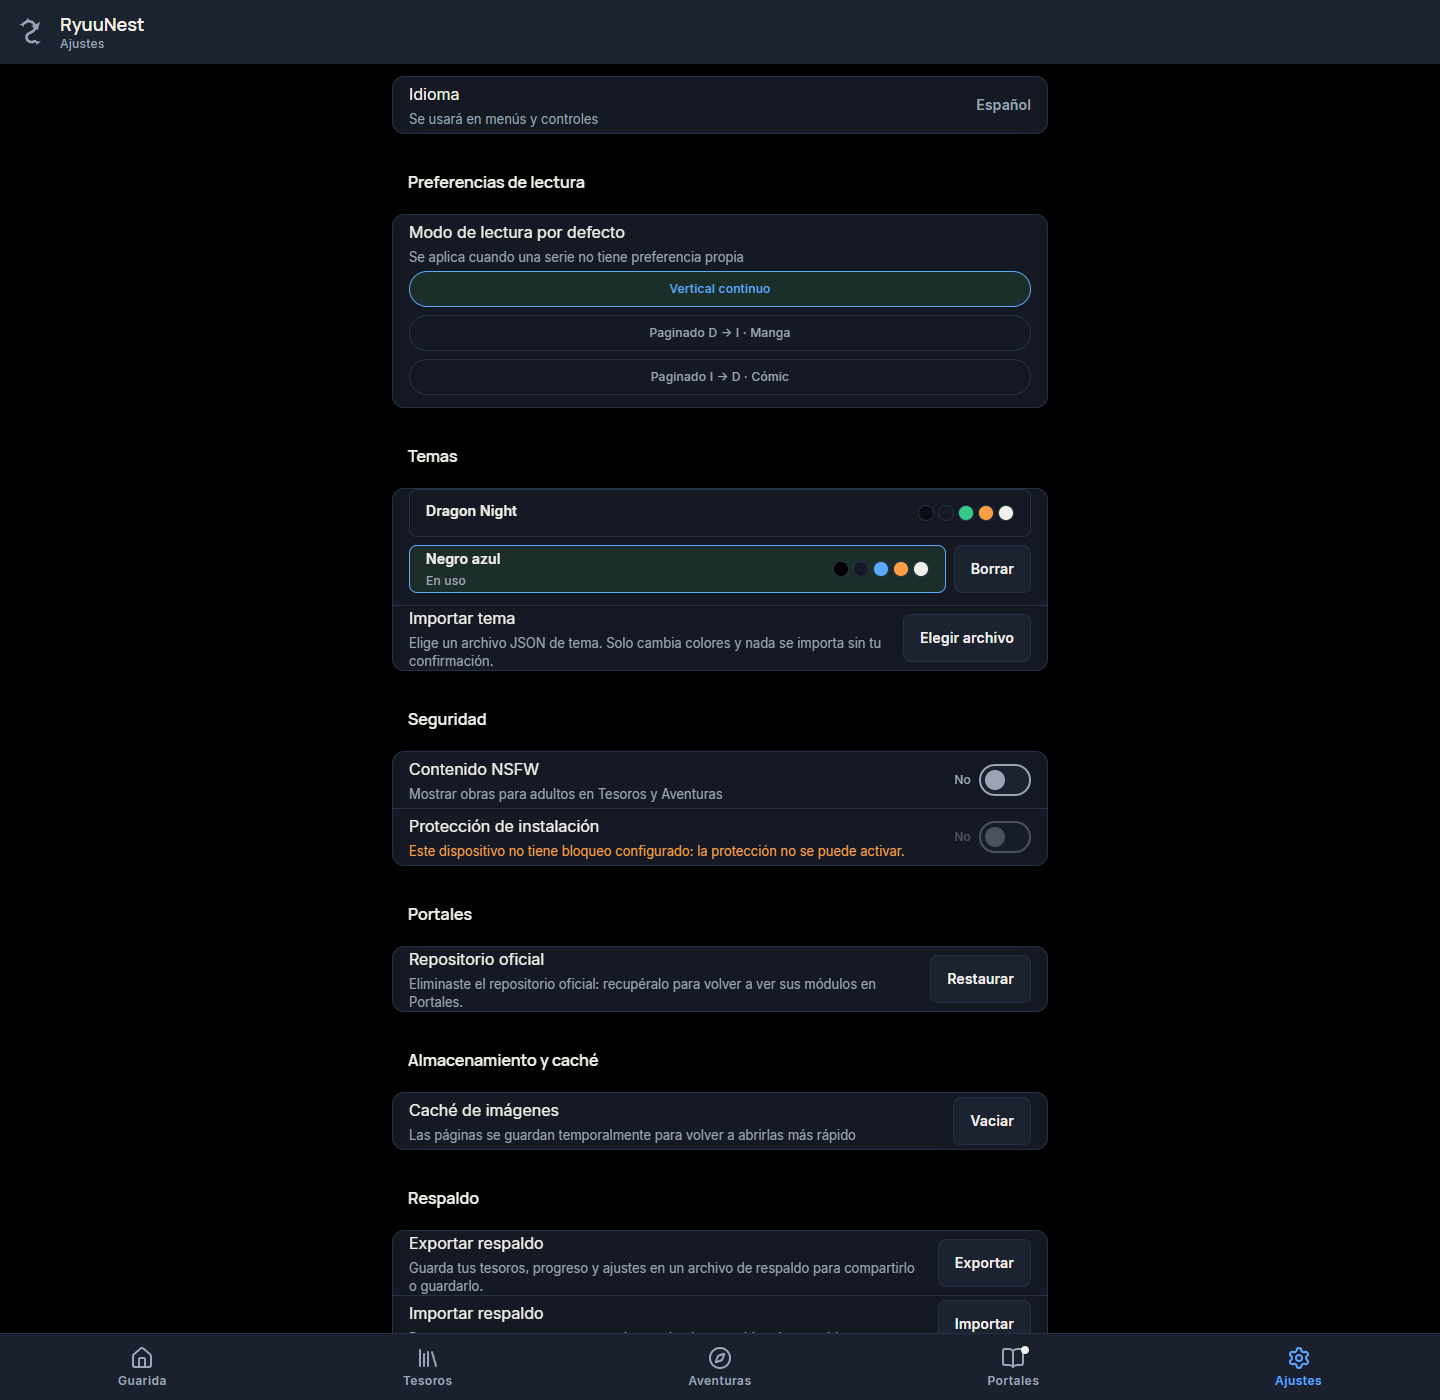 RyuuNest
Ajustes
Idioma
Se usará en menús y controles
Español
Preferencias de lectura
Modo de lectura por defecto
Se aplica cuando una serie no tiene preferencia propia
Vertical continuo
Paginado D → I · Manga
Paginado I → D · Cómic
Temas
Dragon Night
Negro azul
En uso
Borrar
Importar tema
Elige un archivo JSON de tema. Solo cambia colores y nada se importa sin tu
confirmación.
Elegir archivo
Seguridad
Contenido NSFW
Mostrar obras para adultos en Tesoros y Aventuras
No
Protección de instalación
Este dispositivo no tiene bloqueo configurado: la protección no se puede activar.
No
Portales
Repositorio oficial
Eliminaste el repositorio oficial: recupéralo para volver a ver sus módulos en
Portales.
Restaurar
Almacenamiento y caché
Caché de imágenes
Las páginas se guardan temporalmente para volver a abrirlas más rápido
Vaciar
Respaldo
Exportar respaldo
Guarda tus tesoros, progreso y ajustes en un archivo de respaldo para compartirlo
o guardarlo.
Exportar
Importar respaldo
Importar
Guarida
Tesoros
Aventuras
Portales
Ajustes